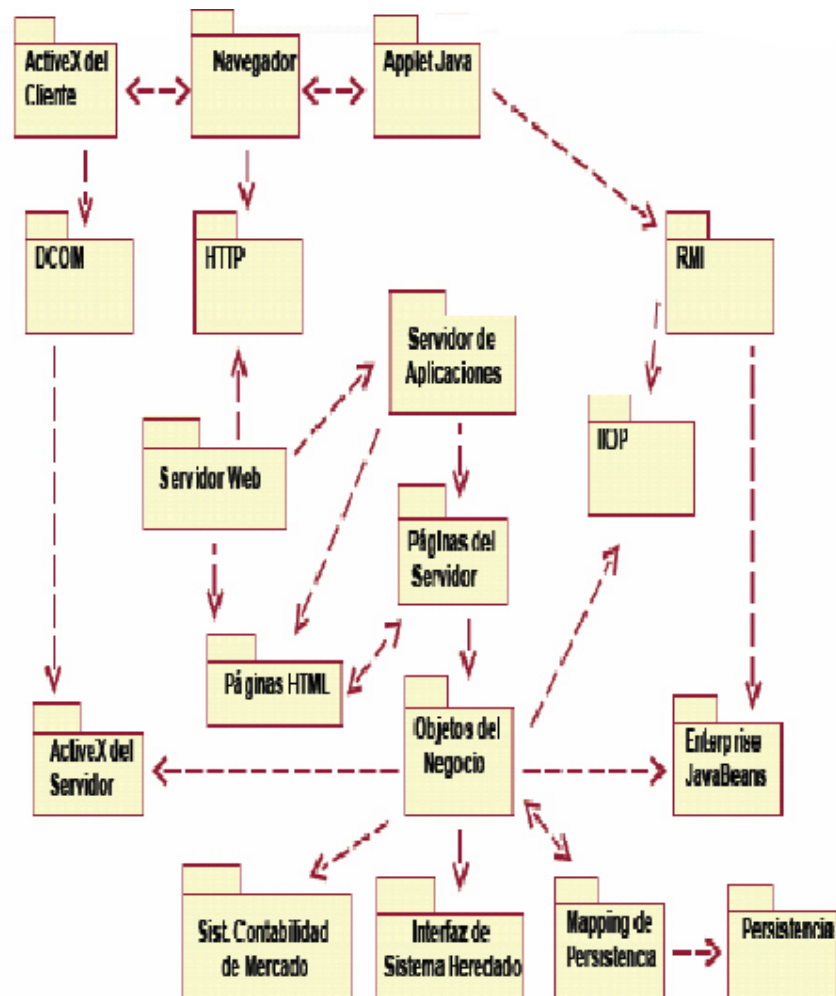 ActiveX del
Cliente
Navegador
Applet Java
DCOM
HTTP
RMI
Servidor de
Aplicaciones
IIOP
Servidor Web
Páginas del
Servidor
Páginas HTML
ActiveX del
Servidor
Objetos del
Negocio
Enterprise
JavaBeans
Sist. Contabilidad
de Mercado
Interfaz de
Sistema Heredado
Mapping de
Persistencia
Persistencia